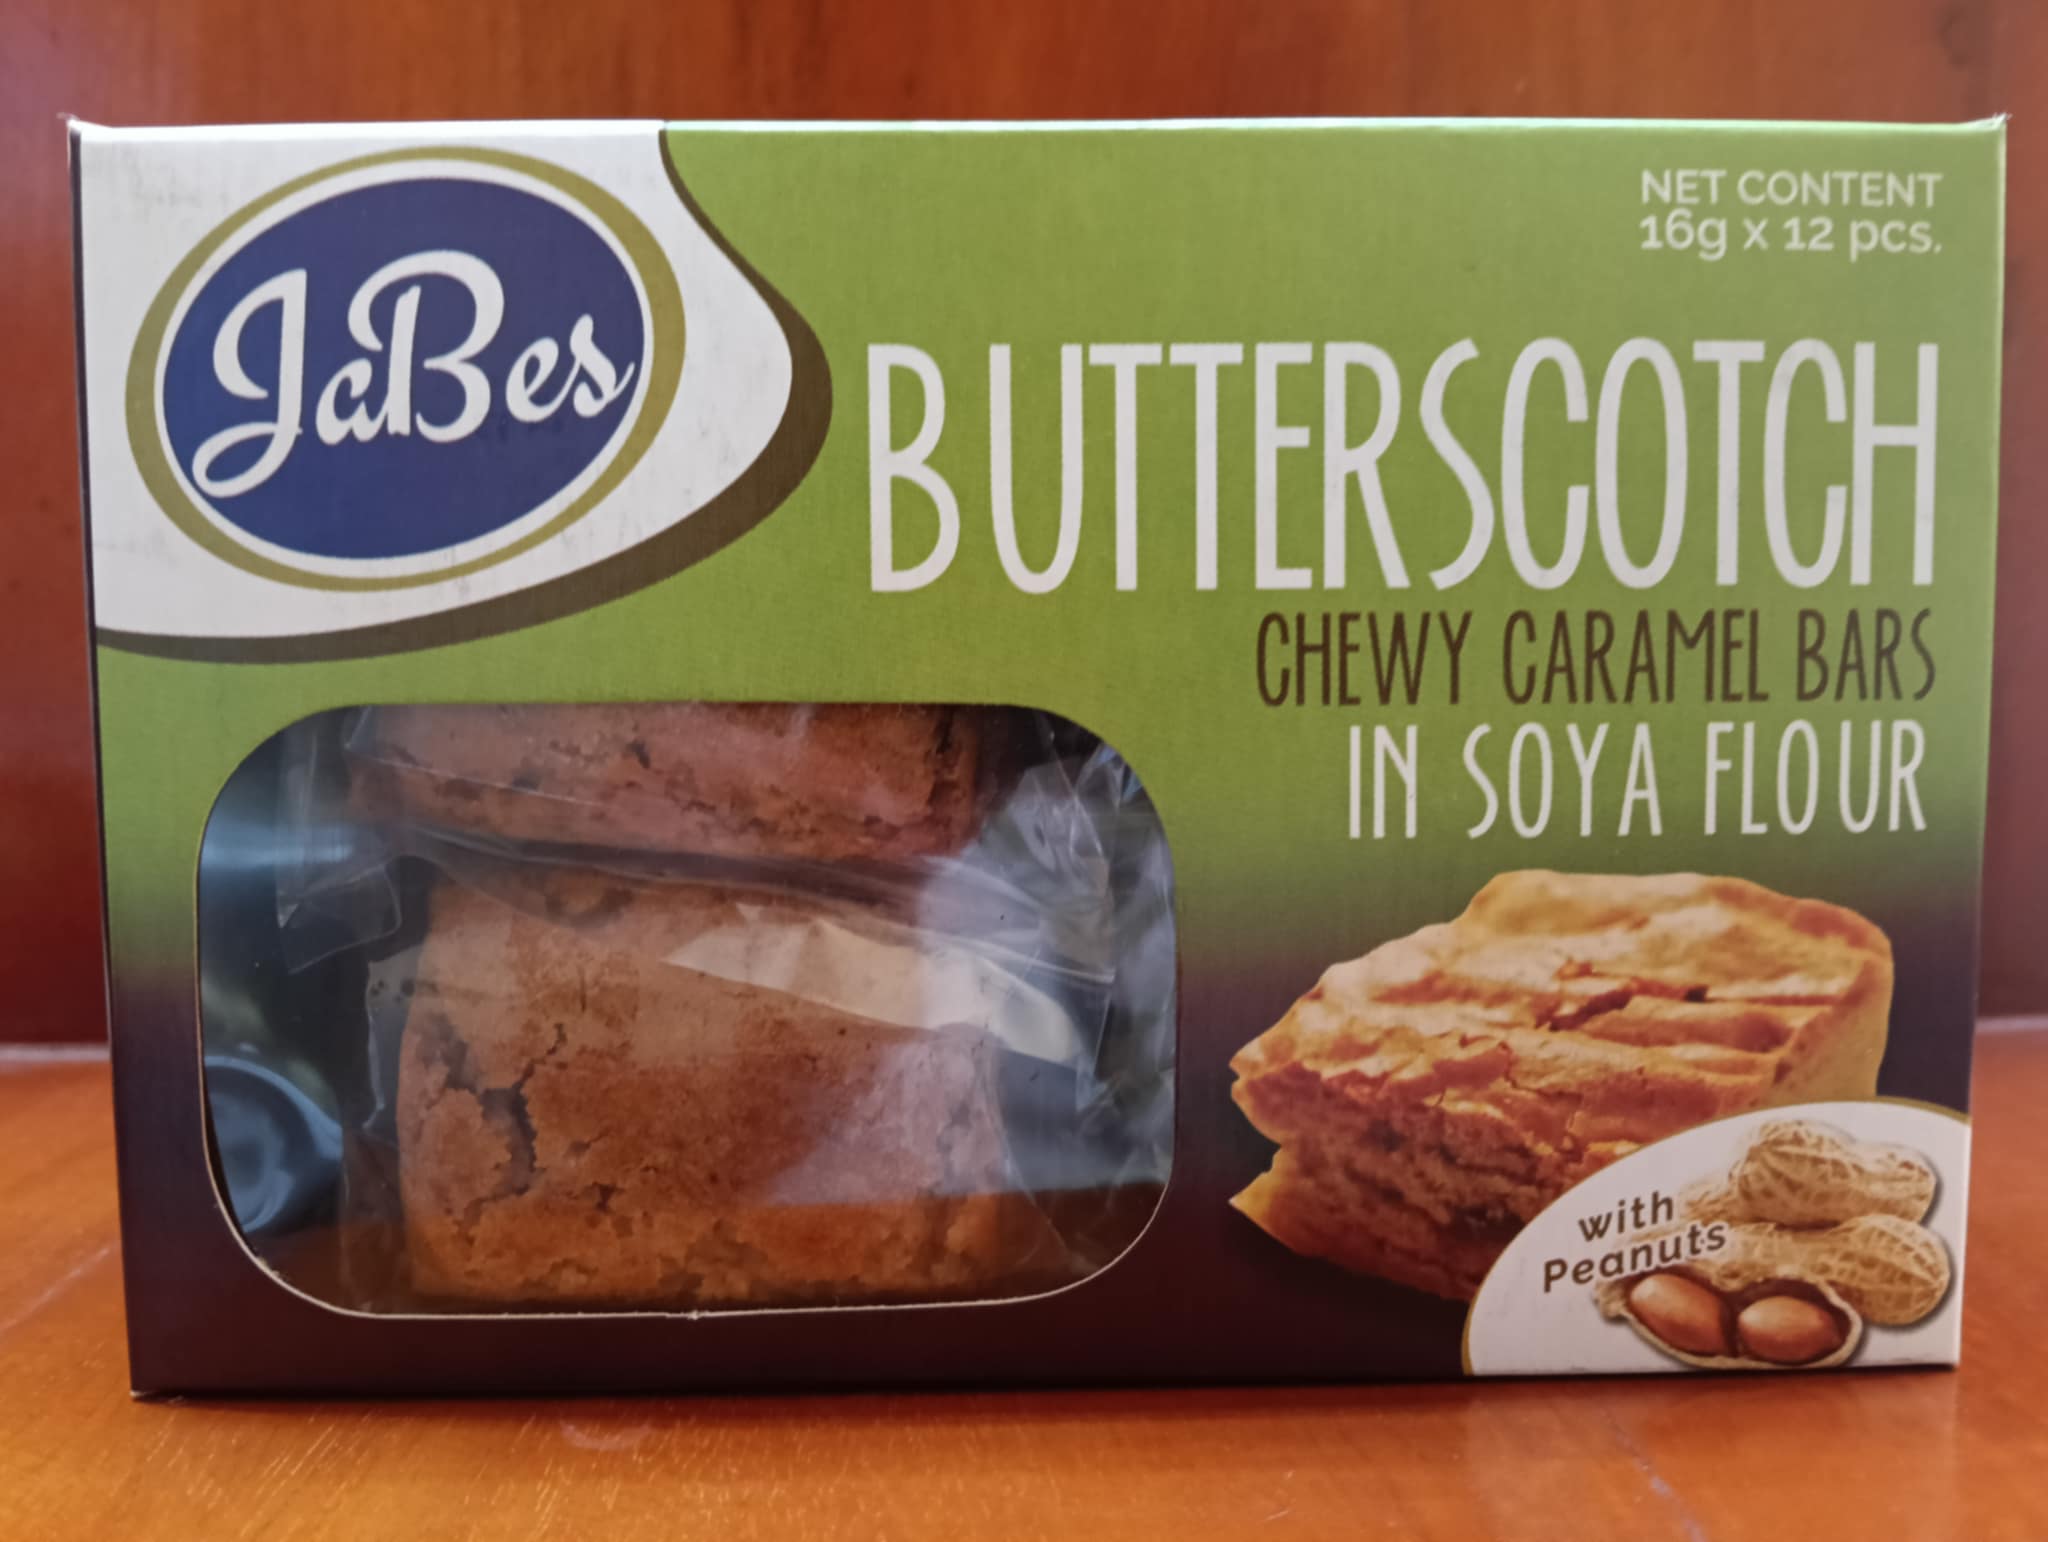 JaBes
NET CONTENT
16g x 12 pcs.
BUTTERSCOTCH
CHEWY CARAMEL BARS
IN SOYA FLOUR
with
Peanuts